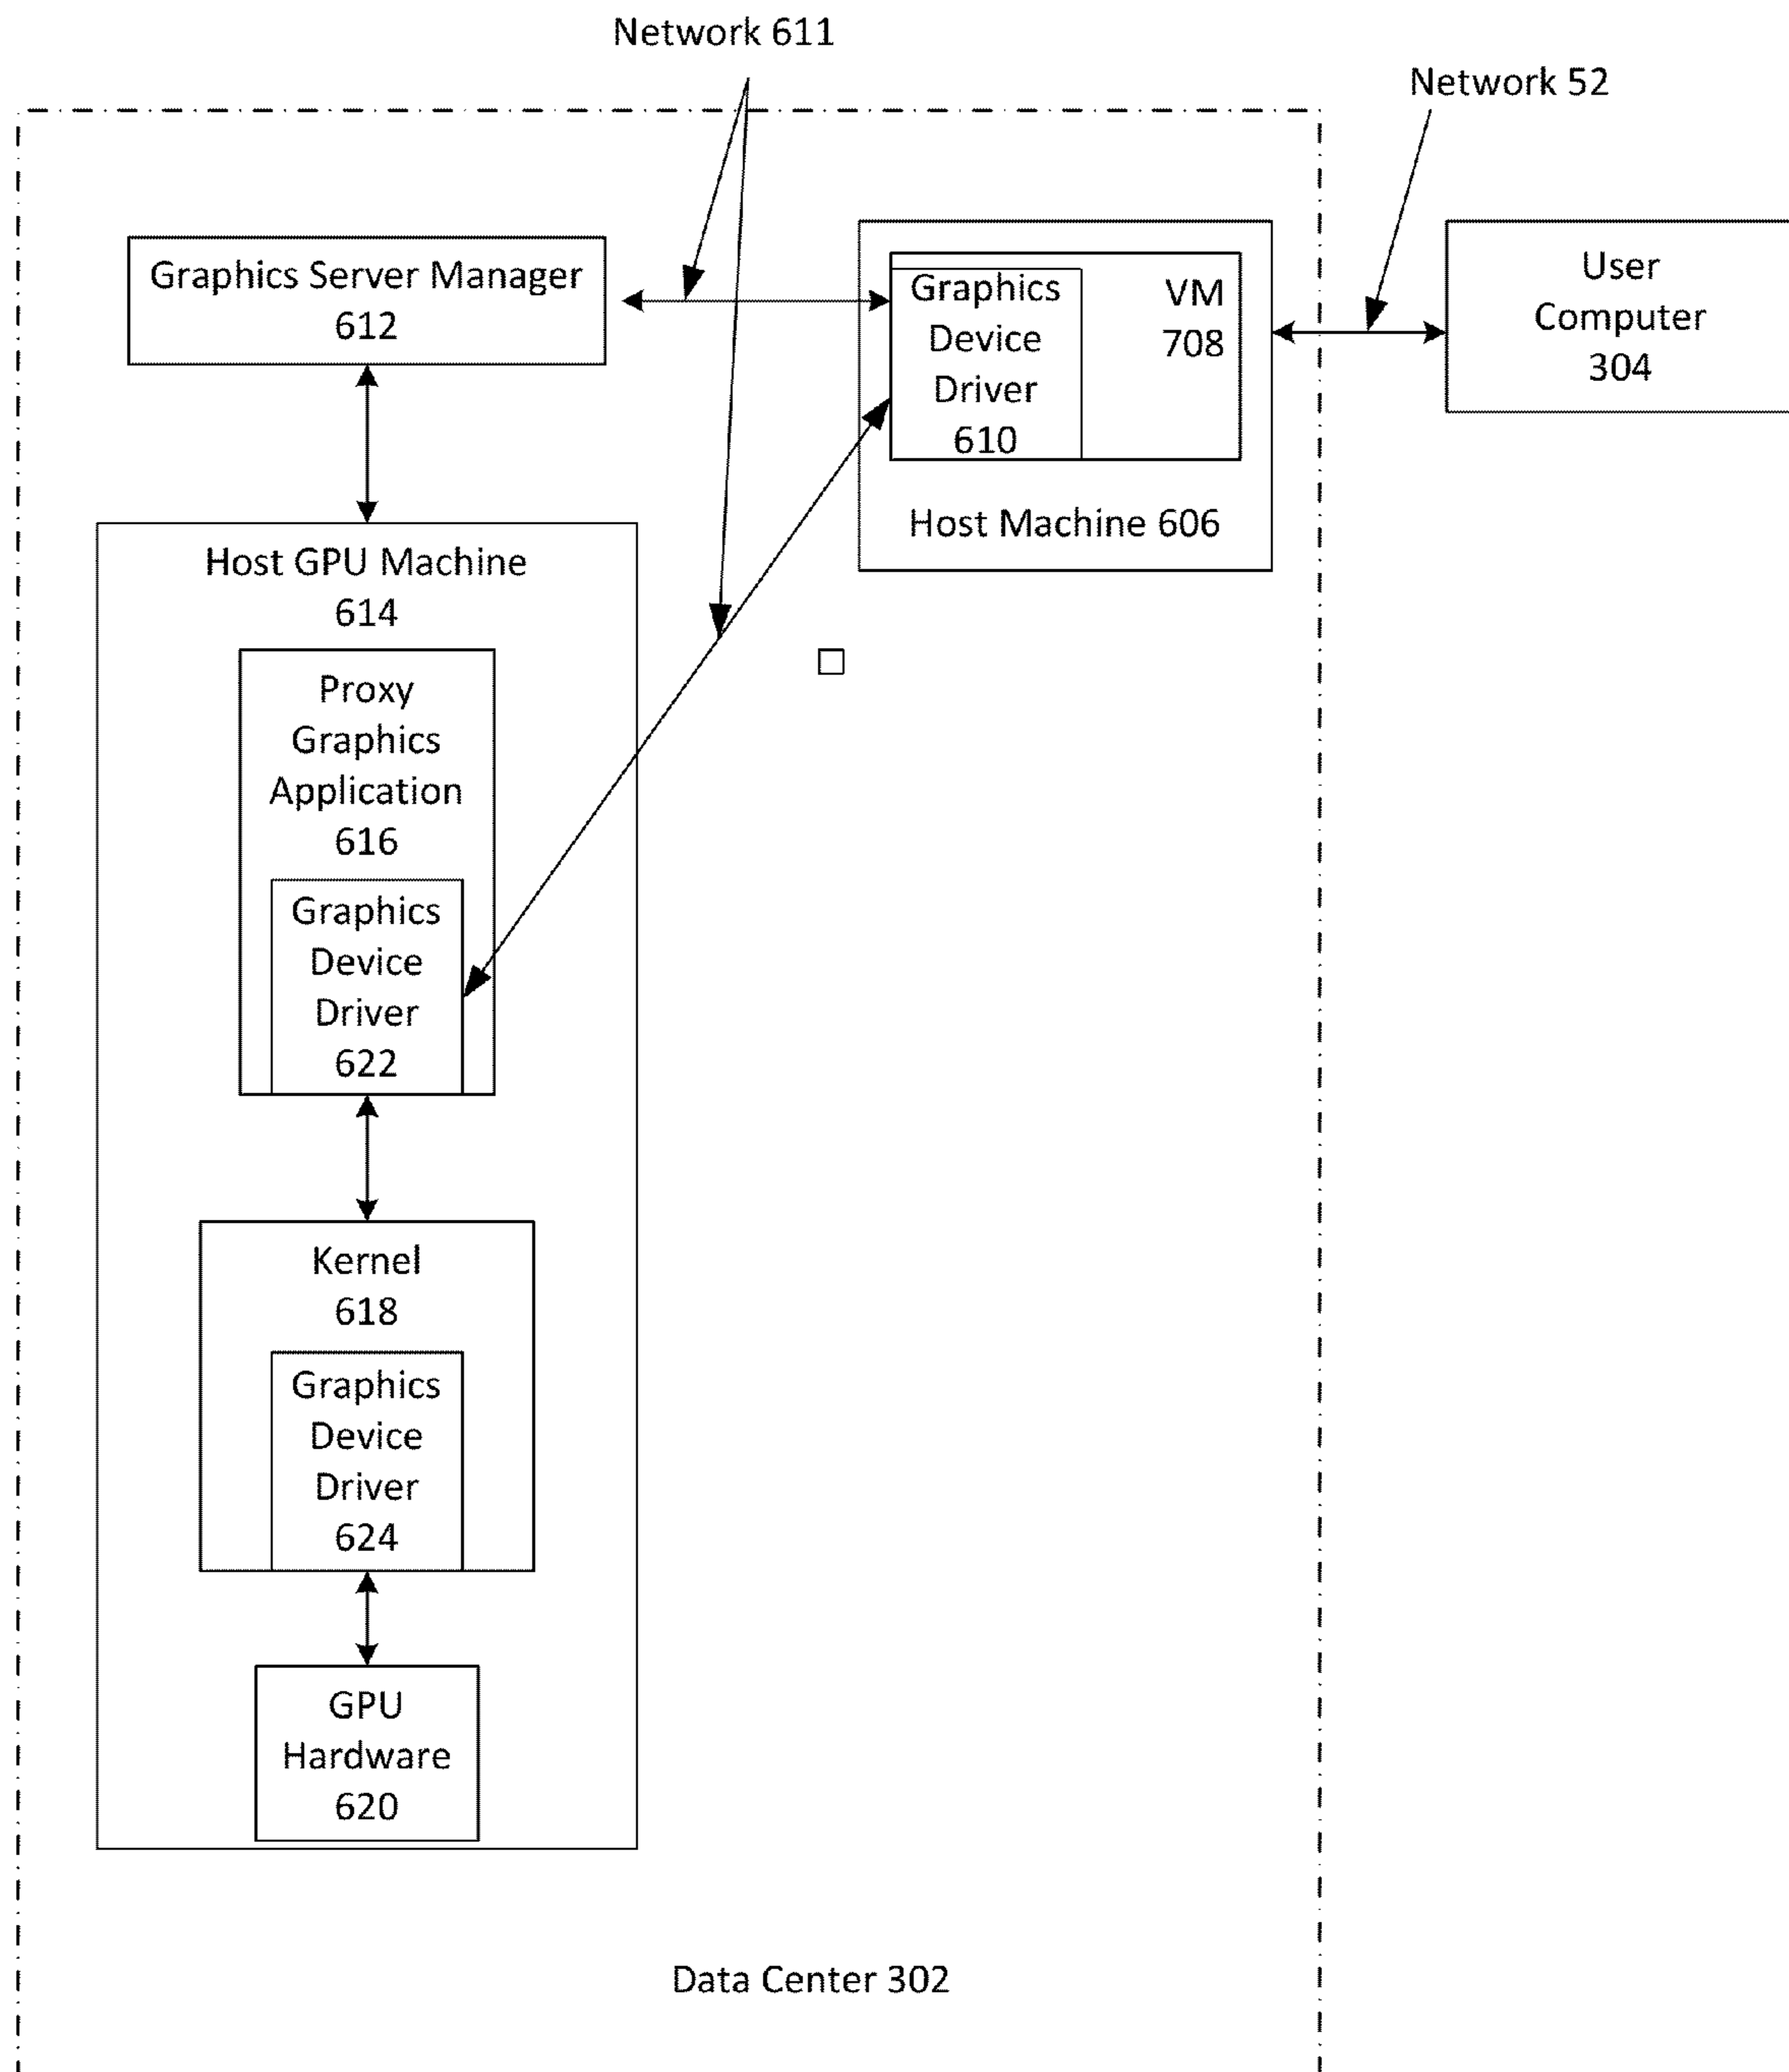 Network 611
Network 52
Graphics Server Manager
612
Graphics
Device
Driver
610
VM
708
Host Machine 606
User
Computer
304
Host GPU Machine
614
Proxy
Graphics
Application
616
Graphics
Device
Driver
622
Kernel
618
Graphics
Device
Driver
624
GPU
Hardware
620
Data Center 302